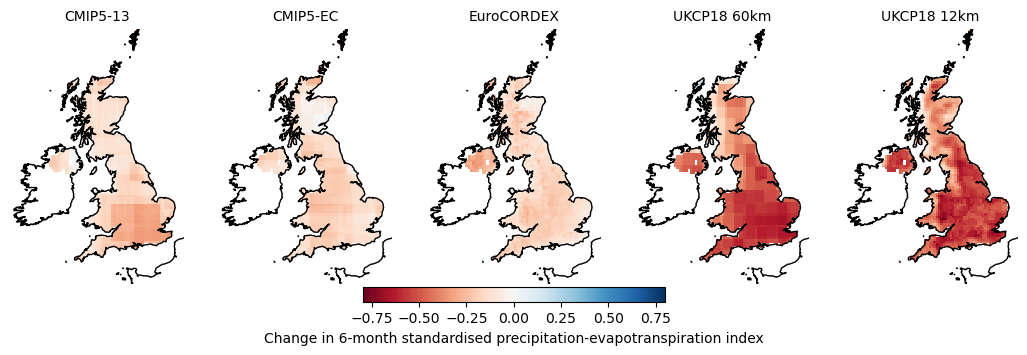 CMIP5-13 CMIP5-EC EuroCORDEX UKCP18 60km UKCP18 12km
−0.75 −0.50 −0.25 0.00 0.25 0.50 0.75
Change in 6-month standardised precipitation-evapotranspiration index